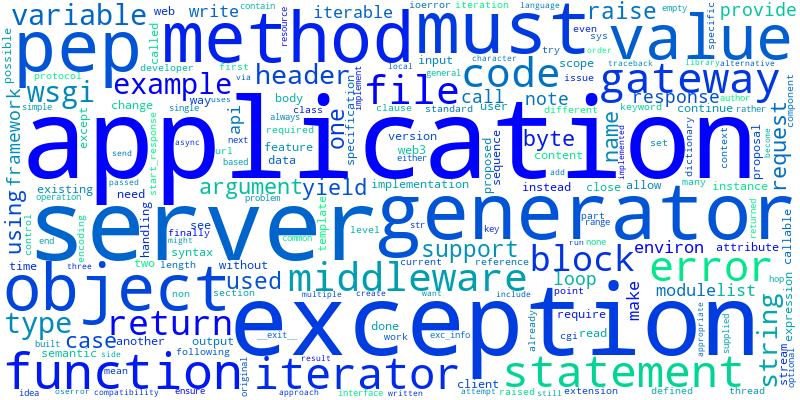 variable
web
write
called
iterable
contain
resource
ioerror
iteration
language
raise
even
sys
empty
specific
provide
possible
pep
method
must
value
try
order
protocol
developer
first
via
implement
local
input
character
scope
traceback
library
alternative
wsgi
example
header
file
code
issue
gateway
simple
except
change
way
uses
body
class
general
call
user
note
response
keyword
author
continue
rather
component
framework
single
always
clause
standard
different
application
api
async
required
one
specification
version
byte
name
set
dictionary
context
proposal
become
request
next
feature
implemented
send
start_response
url
data
either
web3
proposed
sequence
content
add
many
instance
existing
passed
based
argument
yield
implementation
instead
close
allow
operation
need
problem
using
control
end
encoding
server
generator
template
str
key
part
range
returned
callable
handling
might
see
finally
syntax
common
level
support
run
none
environ
attribute
time
three
two
length
without
current
reference
block
error
hop
expression
object
non
section
used
middleware
loop
module
list
multiple
create
want
include
point
make
type
built
semantic
side
return
case
another
output
following
__exit__
done
work
exc_info
exception
already
require
cgi
read
appropriate
supplied
string
stream
optional
function
mean
original
iterator
result
client
statement
idea
oserror
compatibility
ensure
approach
interface
written
attempt
raised
still
extension
defined
thread